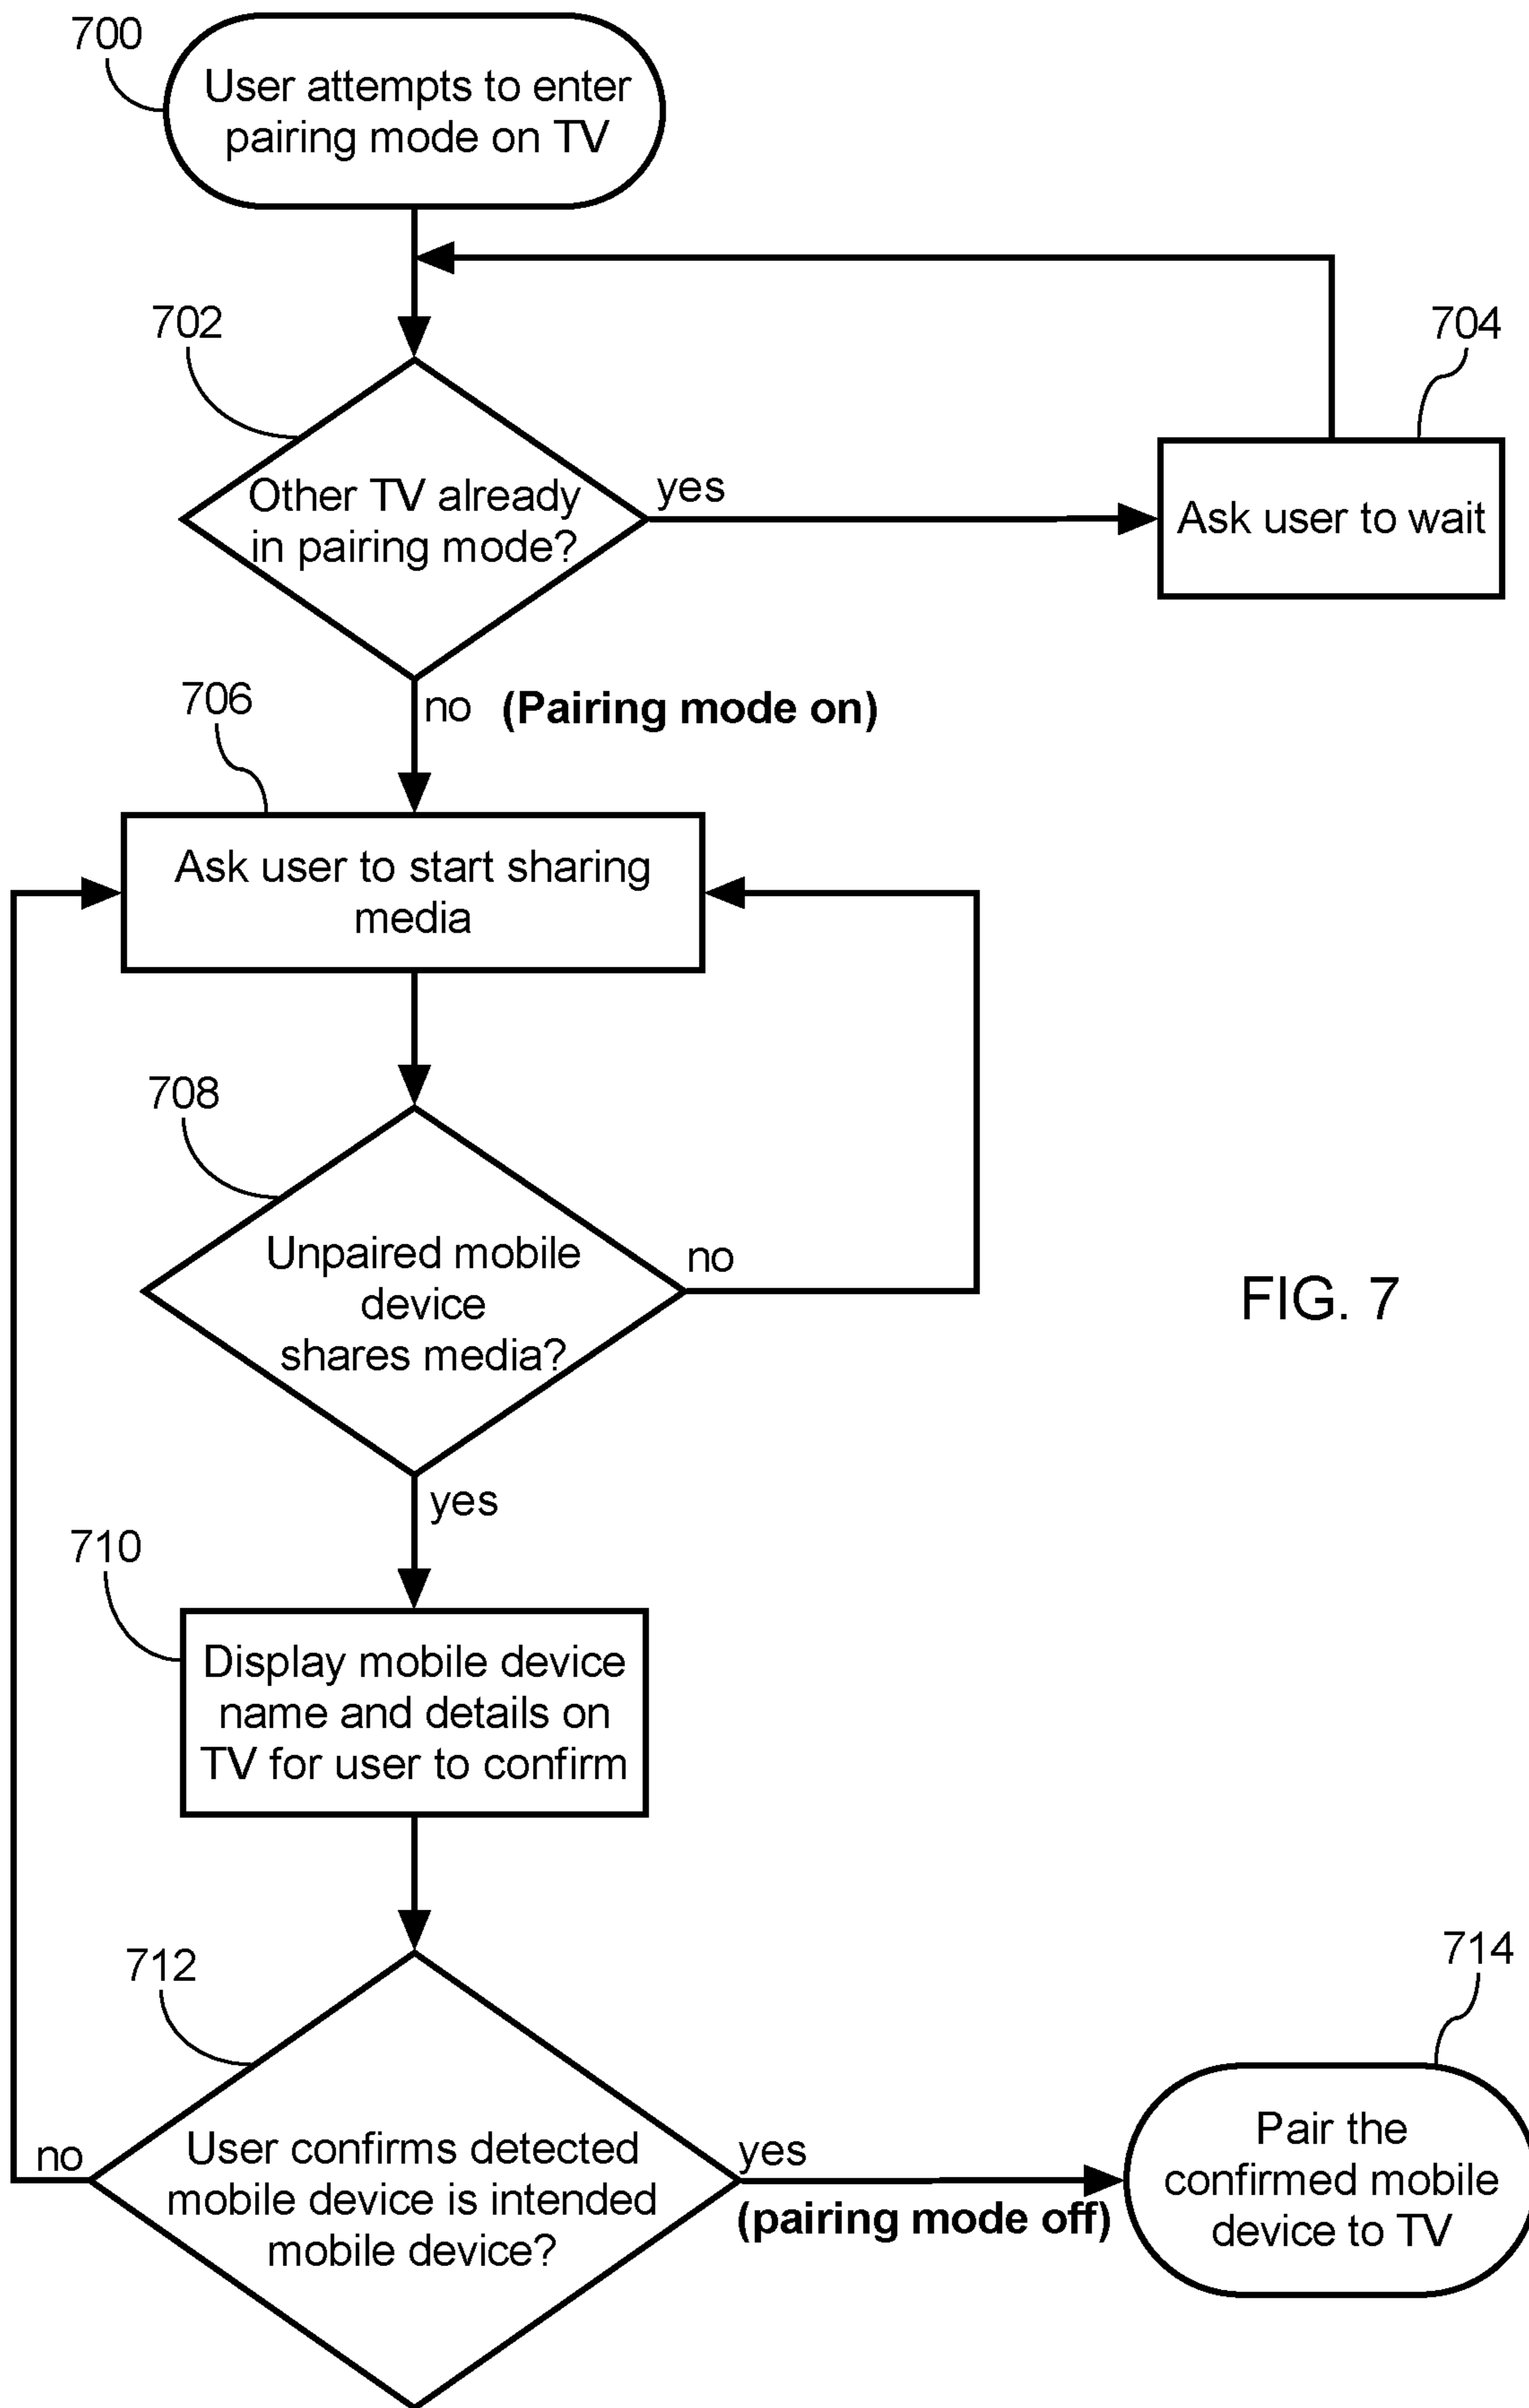 700
User attempts to enter
pairing mode on TV
702
704
Other TV already
in pairing mode?
yes
Ask user to wait
706
no (Pairing mode on)
Ask user to start sharing
media
708
Unpaired mobile
device
shares media?
no
FIG. 7
yes
710
Display mobile device
name and details on
TV for user to confirm
712
714
no
User confirms detected
mobile device is intended
mobile device?
yes
(pairing mode off)
Pair the
confirmed mobile
device to TV